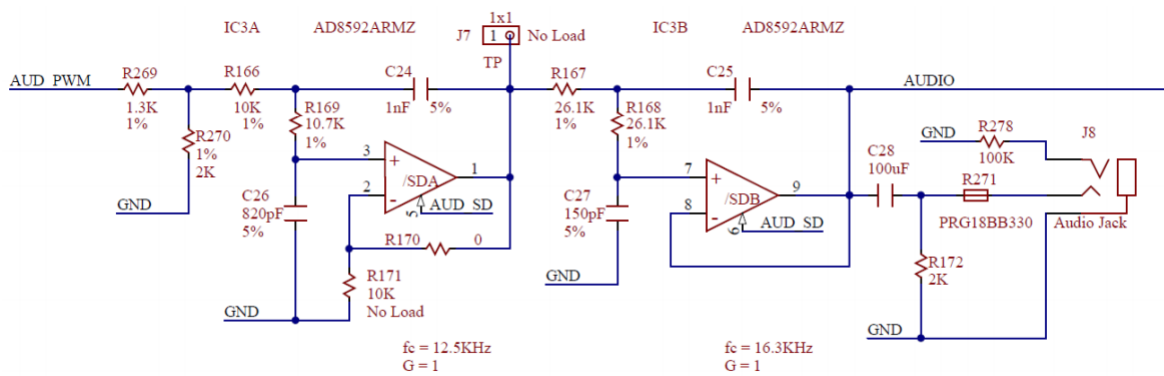 IC3A
AD8592ARMZ
1x1
J7
1
No Load
TP
IC3B
AD8592ARMZ
AUD_PWM
R269
1.3K
1%
R166
10K
1%
C24
1nF
5%
R167
26.1K
1%
C25
1nF
5%
AUDIO
R270
1%
2K
R169
10.7K
1%
R168
26.1K
1%
GND
R278
100K
J8
C26
820pF
5%
3
+
2
-
/SDA
1
5
AUD_SD
C27
150pF
5%
7
+
8
-
/SDB
9
6
AUD_SD
C28
100uF
R271
PRG18BB330
Audio Jack
GND
R170
0
R171
10K
No Load
GND
R172
2K
GND
GND
fc = 12.5KHz
G = 1
fc = 16.3KHz
G = 1